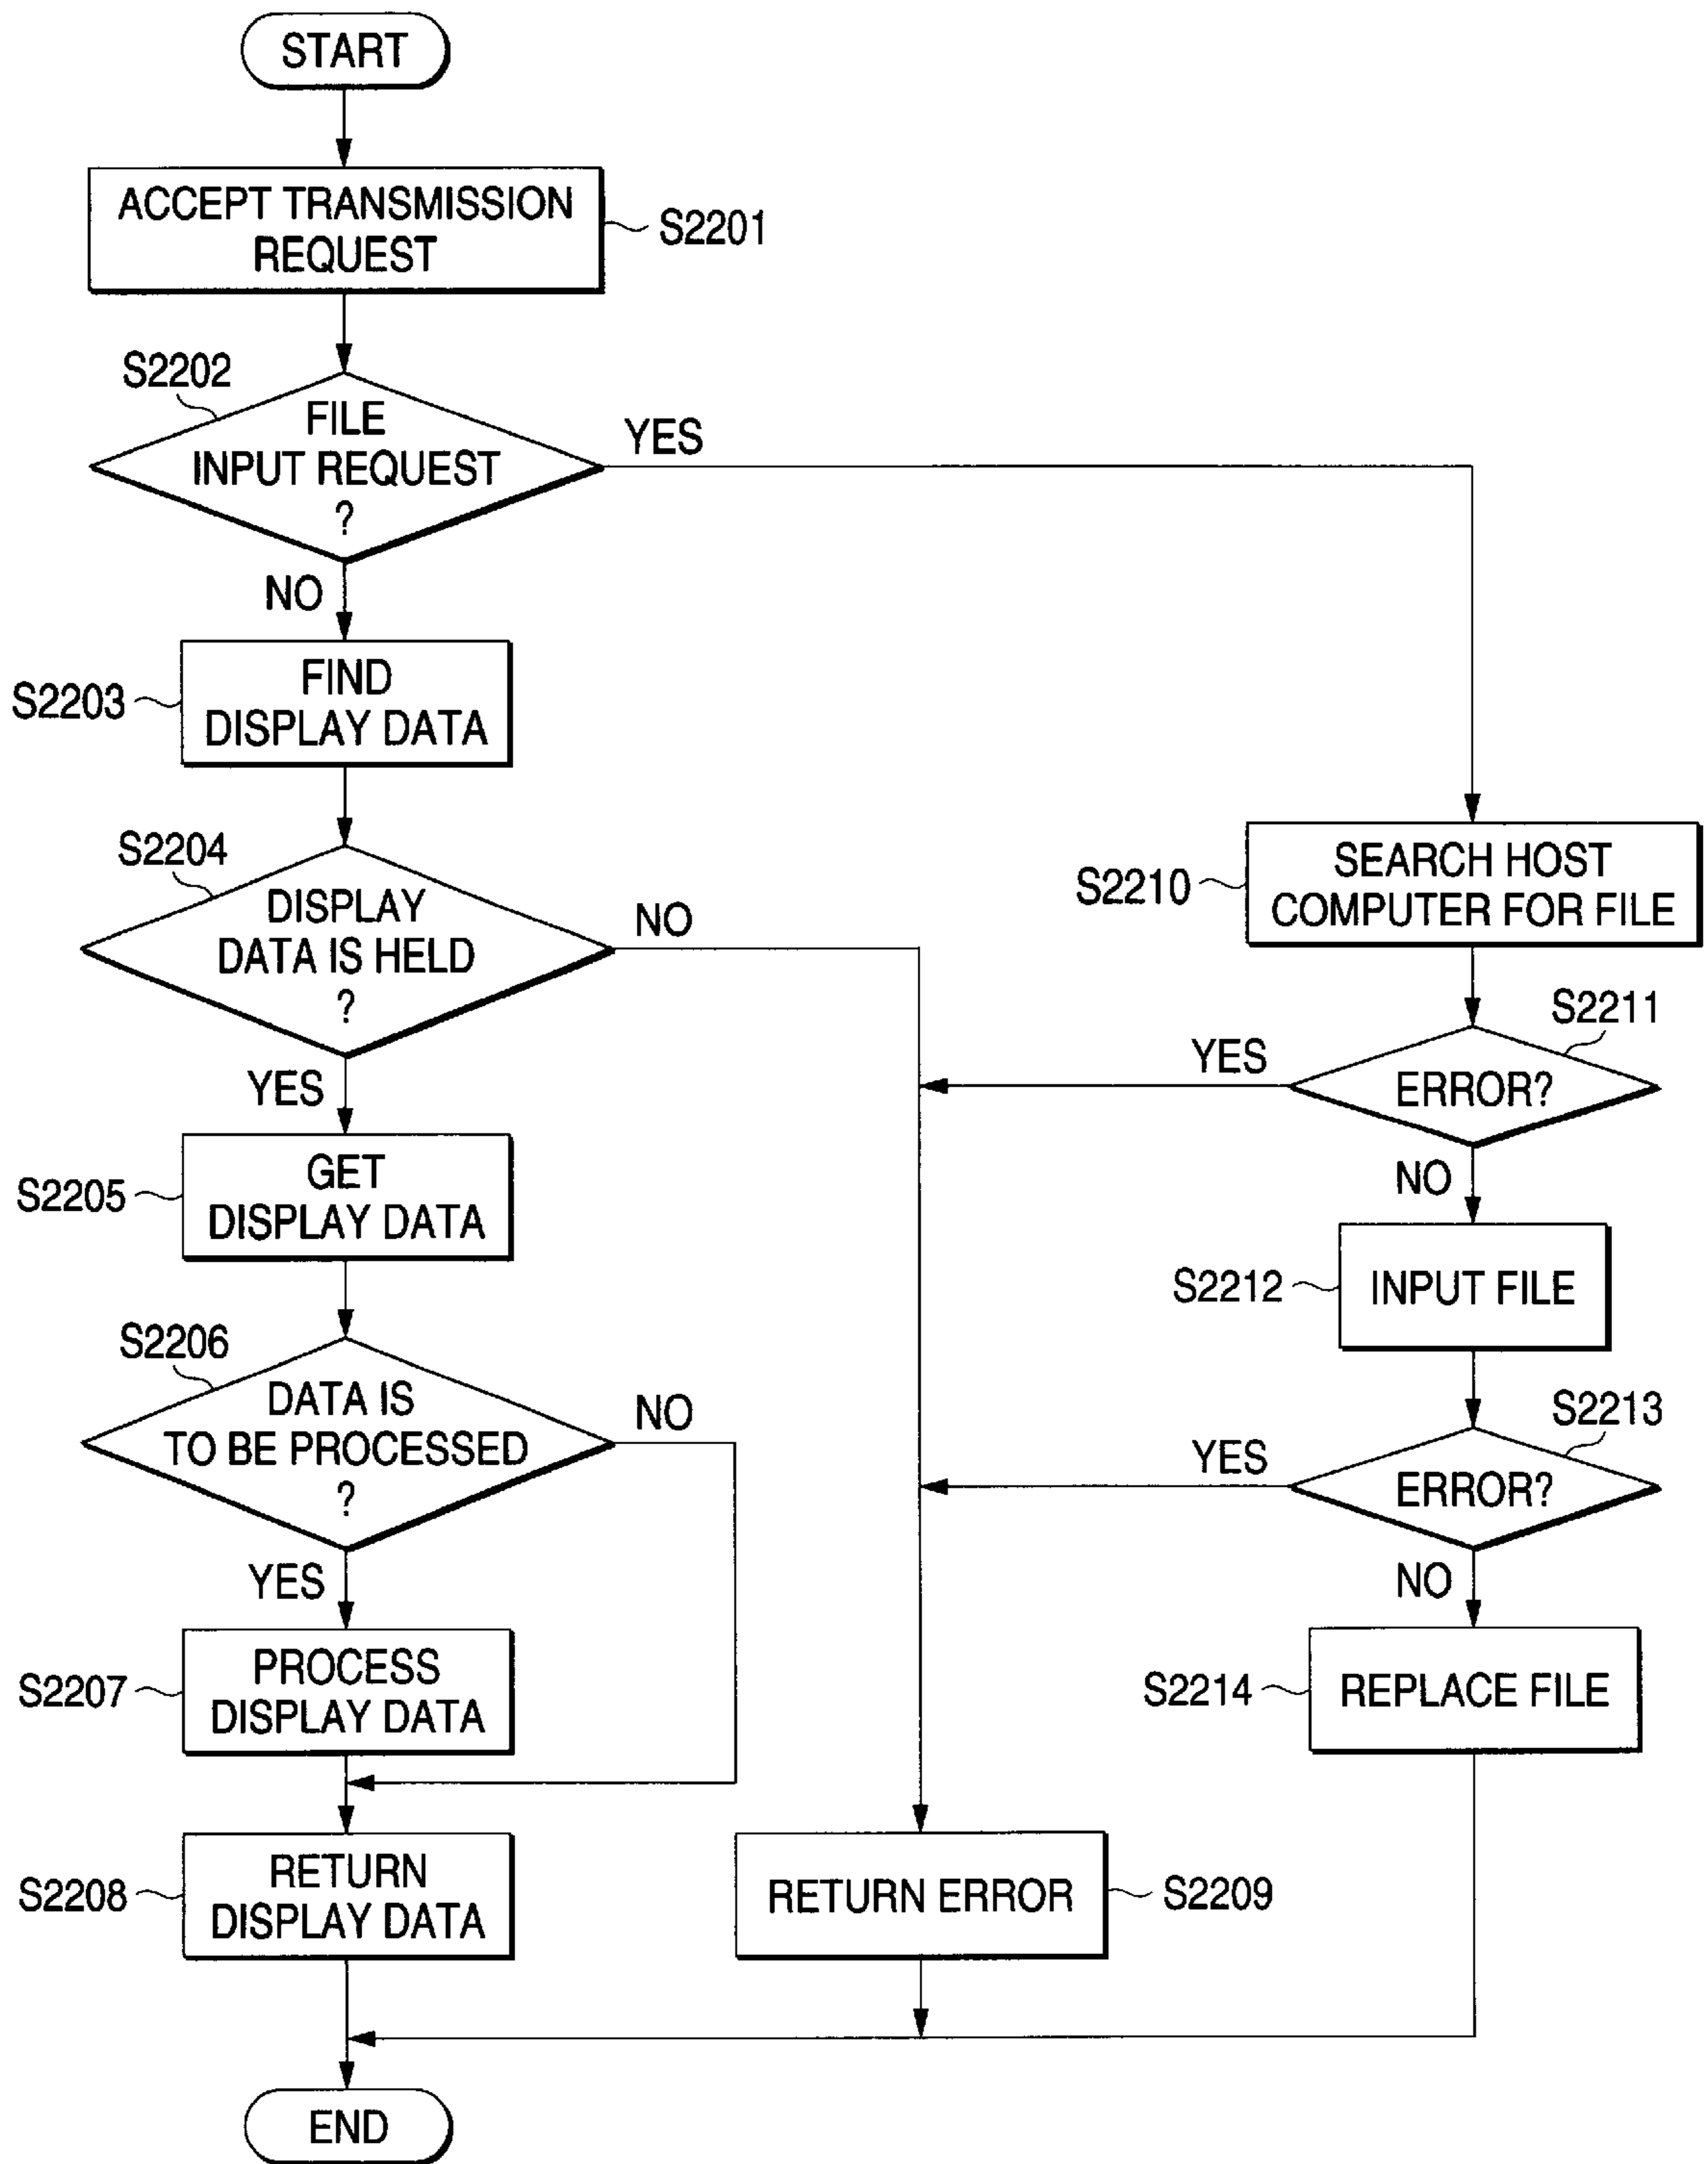 START
ACCEPT TRANSMISSION
REQUEST
S2201
S2202
FILE
INPUT REQUEST
?
YES
NO
S2203
FIND
DISPLAY DATA
S2204
DISPLAY
DATA IS HELD
?
NO
YES
S2205
GET
DISPLAY DATA
S2206
DATA IS
TO BE PROCESSED
?
NO
YES
S2207
PROCESS
DISPLAY DATA
S2208
RETURN
DISPLAY DATA
RETURN ERROR
S2209
S2210
SEARCH HOST
COMPUTER FOR FILE
S2211
ERROR?
YES
NO
S2212
INPUT FILE
S2213
ERROR?
YES
NO
S2214
REPLACE FILE
END